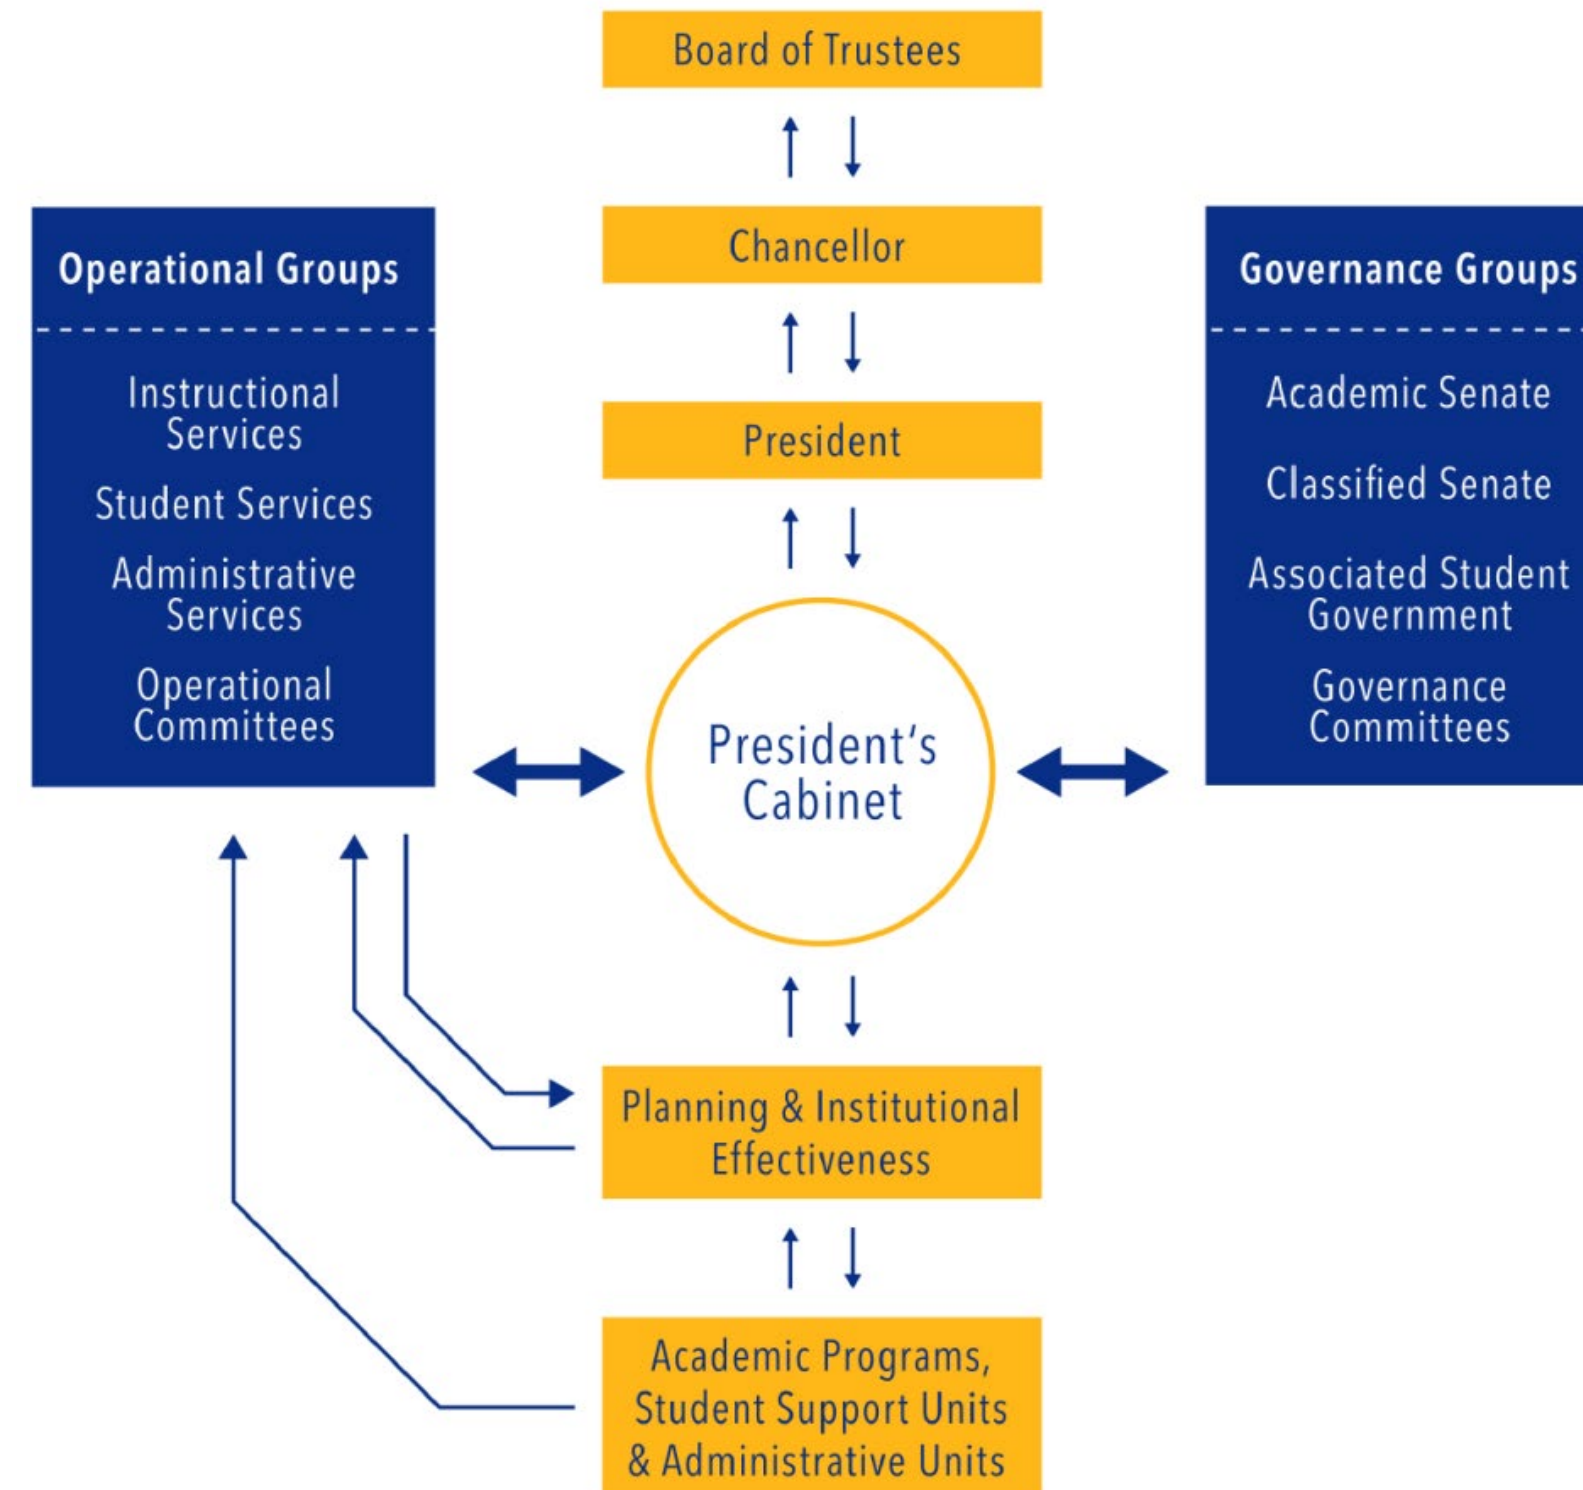 Board of Trustees
Chancellor
President
Operational Groups
Instructional
Services
Student Services
Administrative
Services
Operational
Committees
President's
Cabinet
Governance Groups
Academic Senate
Classified Senate
Associated Student
Government
Governance
Committees
Planning & Institutional
Effectiveness
Academic Programs,
Student Support Units
& Administrative Units